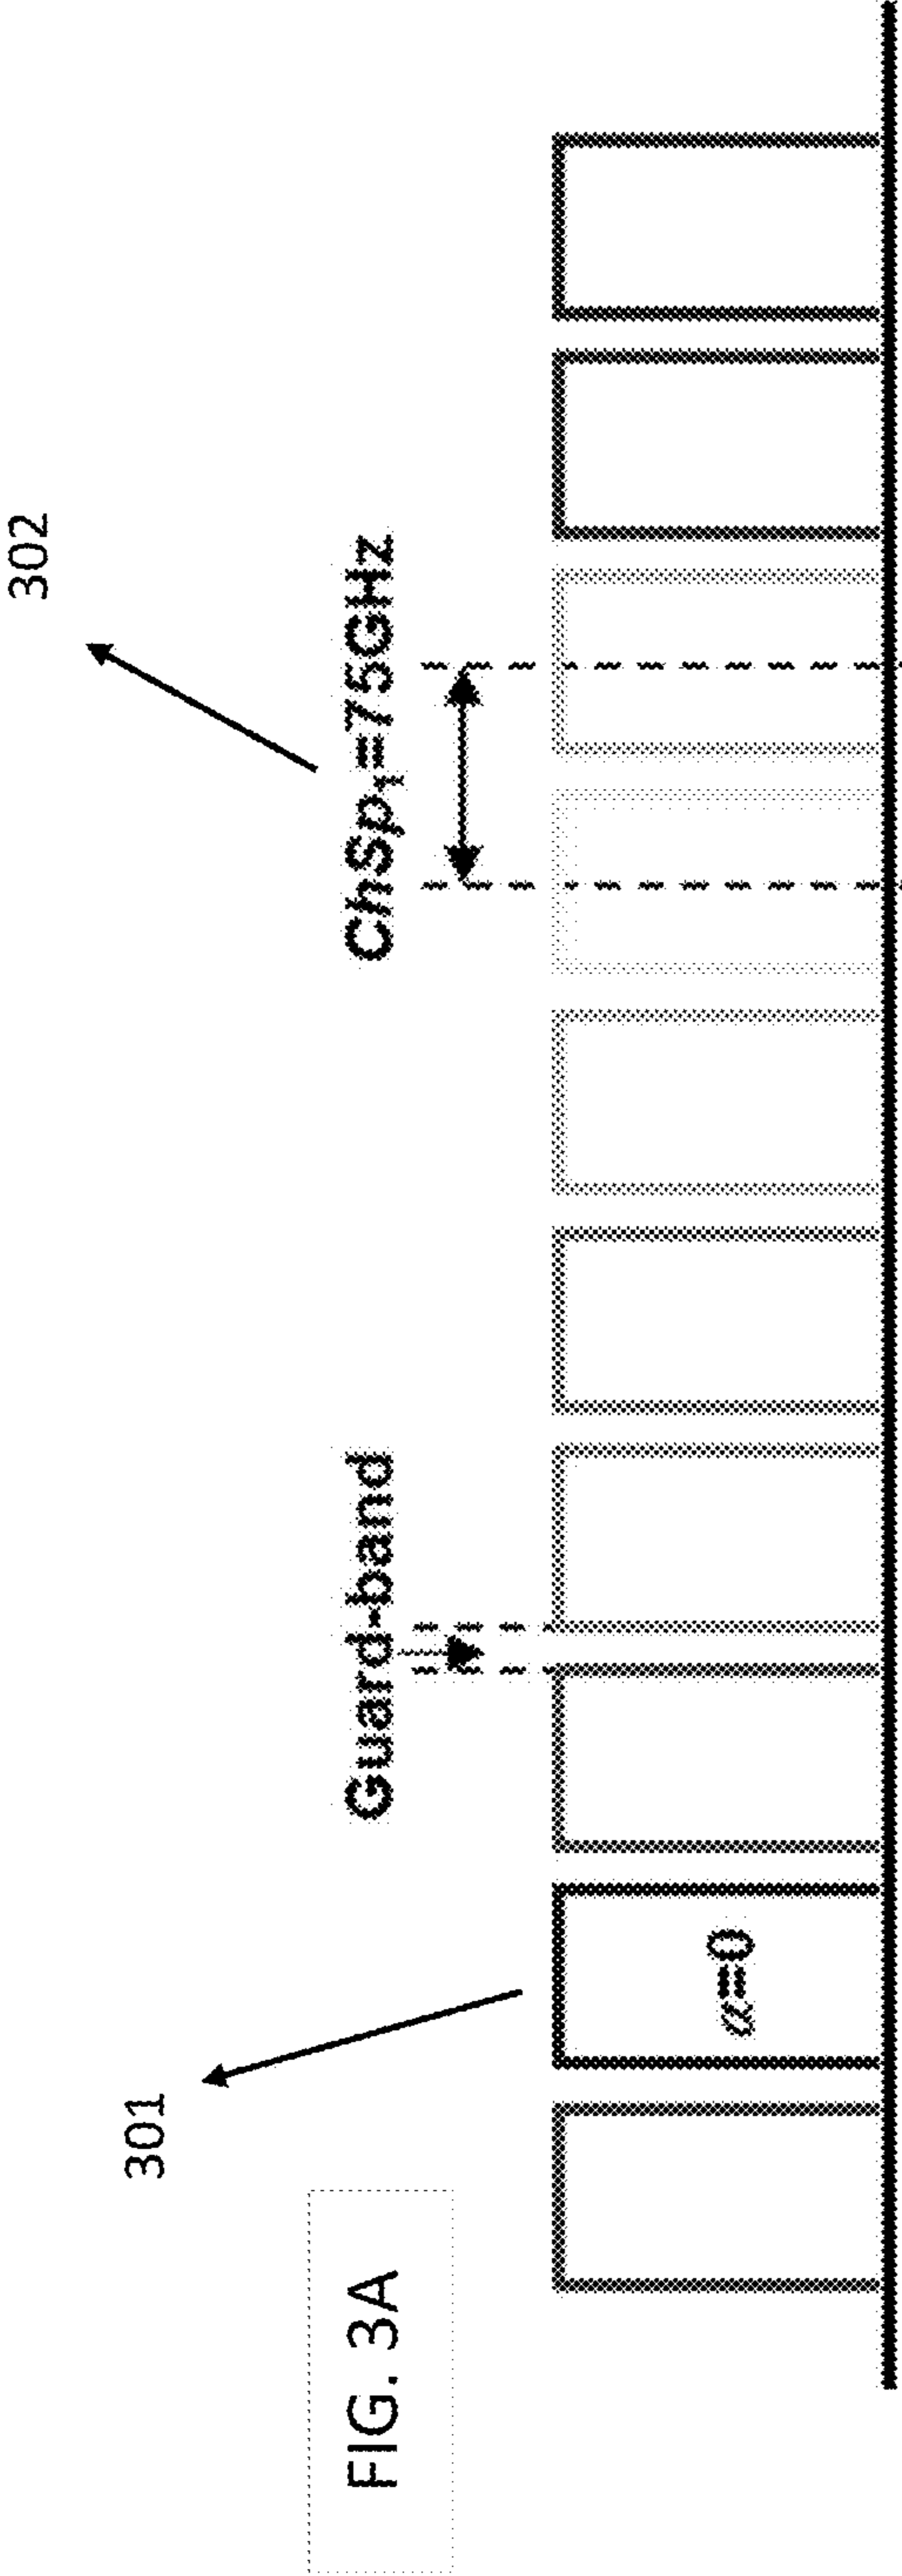 302
ChSp₁=75GHz
Guard-band
301
α=0
FIG. 3A